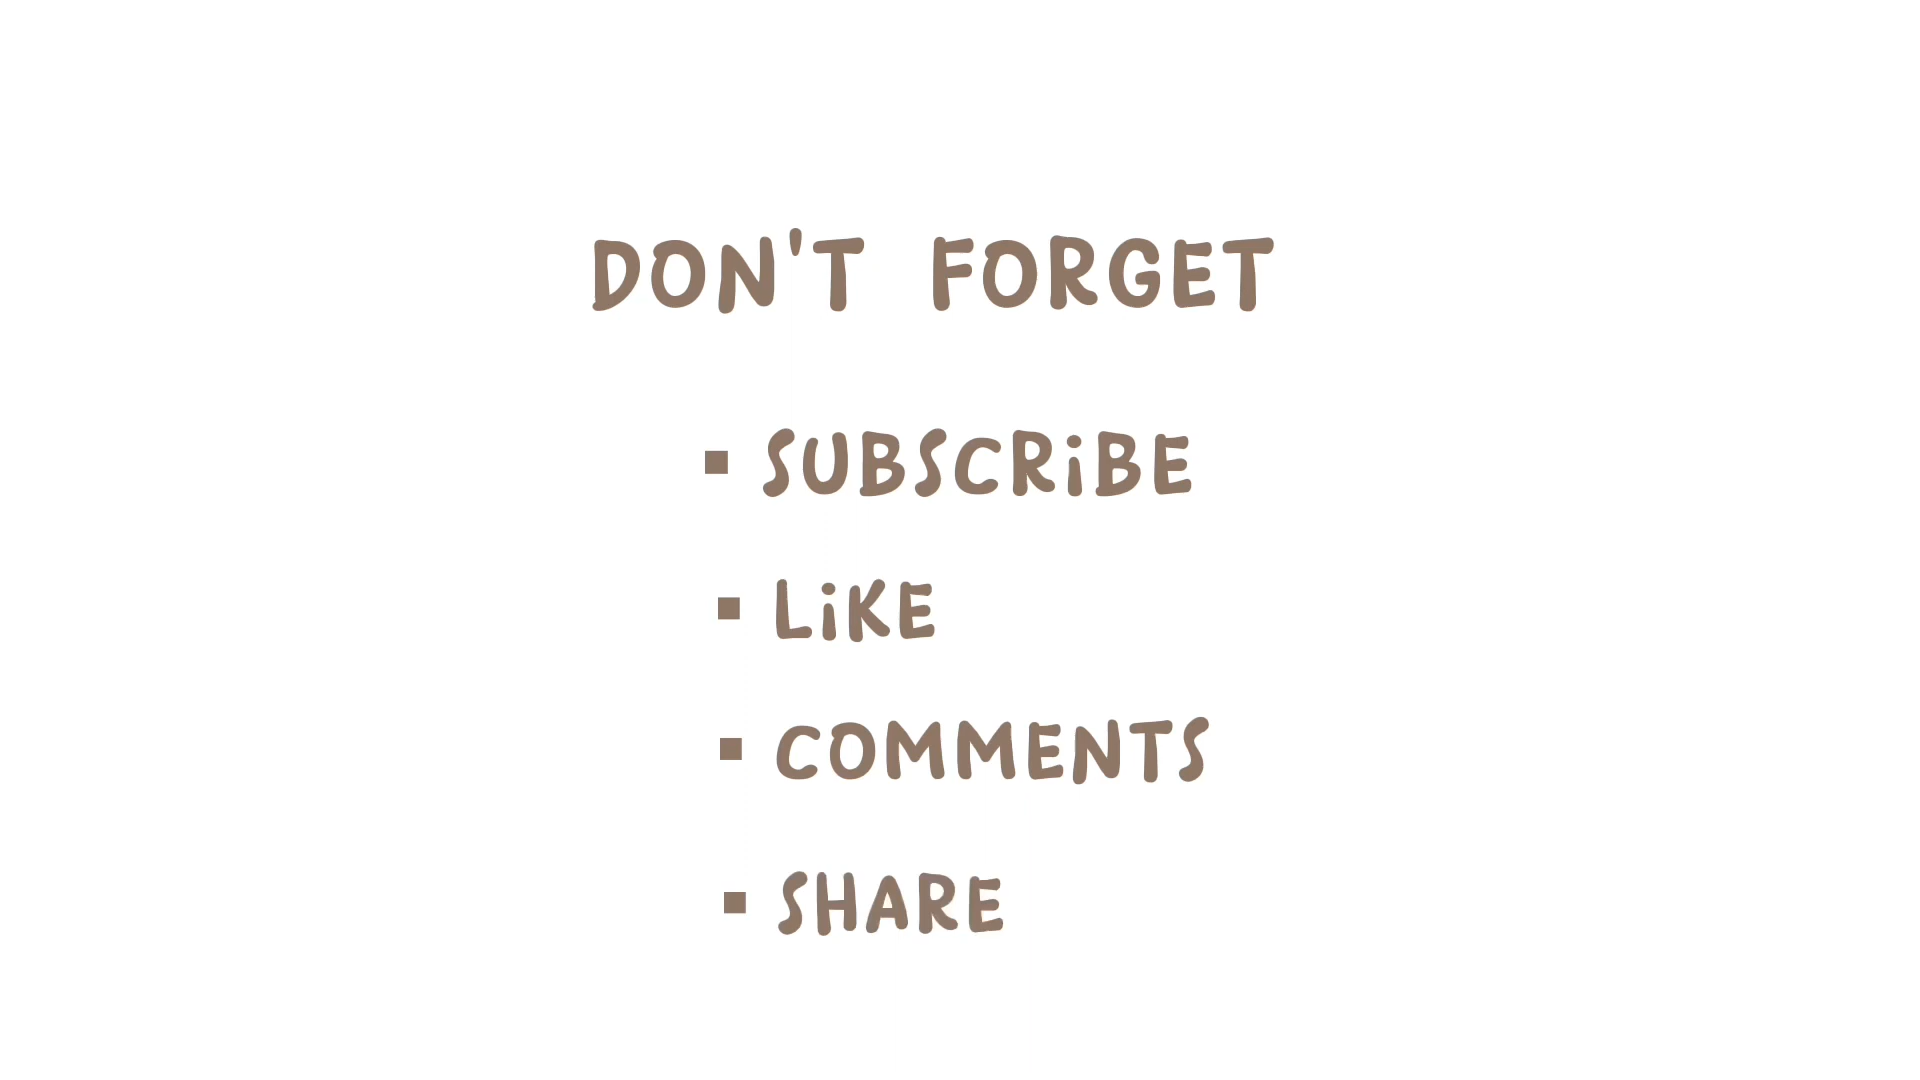 DON'T FORGET
▪ SUBSCRiBE
▪ LiKE
▪ COMMENTS
▪ SHARE